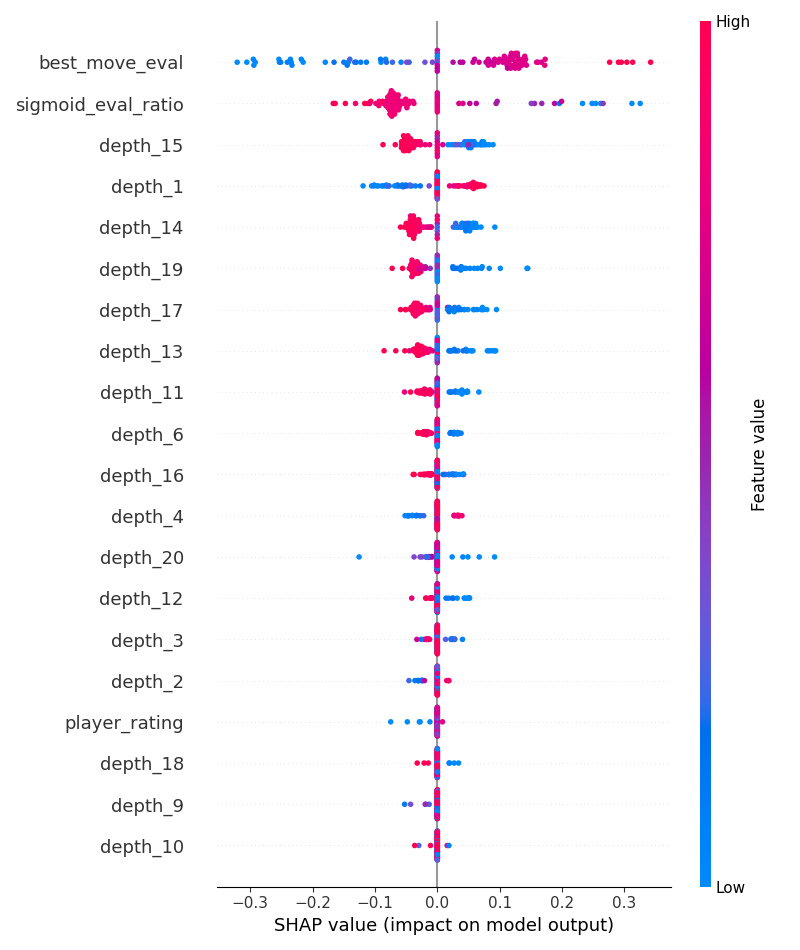 High
best_move_eval
sigmoid_eval_ratio
depth_15
depth_1
depth_14
depth_19
depth_17
depth_13
depth_11
depth_6
depth_16
depth_4
depth_20
depth_12
depth_3
depth_2
player_rating
depth_18
depth_9
depth_10
Feature value
Low
−0.3 −0.2 −0.1 0.0 0.1 0.2 0.3
SHAP value (impact on model output)